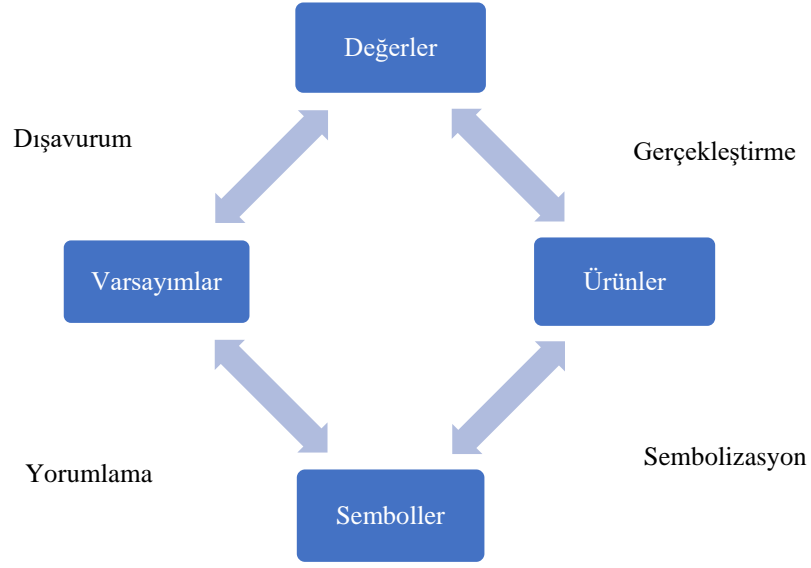 Değerler
Dışavurum
Gerçekleştirme
Varsayımlar
Ürünler
Yorumlama
Sembolizasyon
Semboller